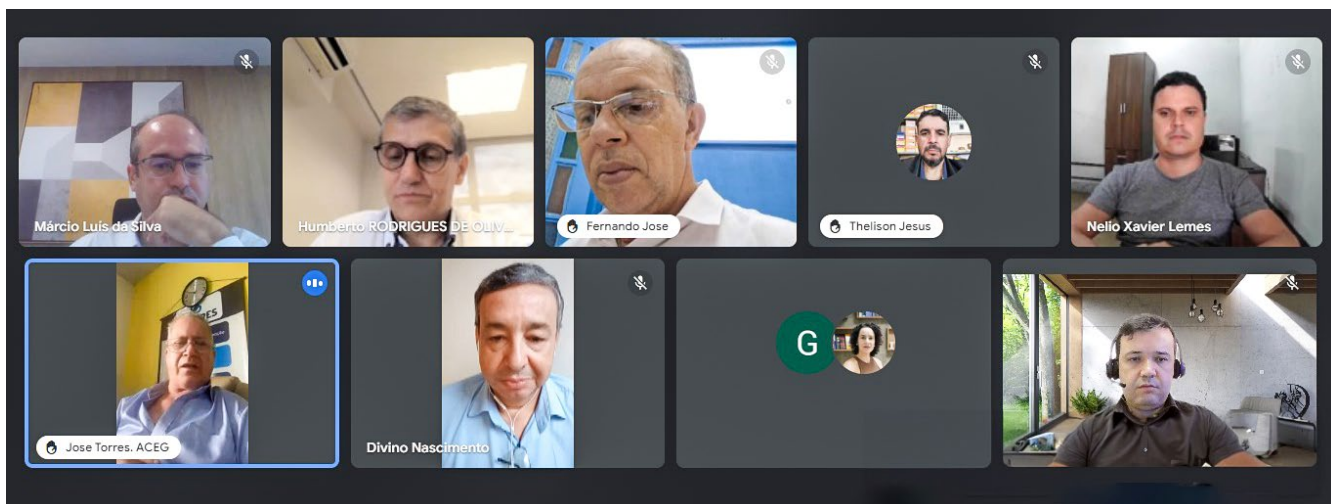 Márcio Luís da Silva
Humberto RODRIGUES DE OLIV...
Fernando Jose
Thelison Jesus
Nelio Xavier Lemes
Jose Torres. ACEG
Divino Nascimento
G